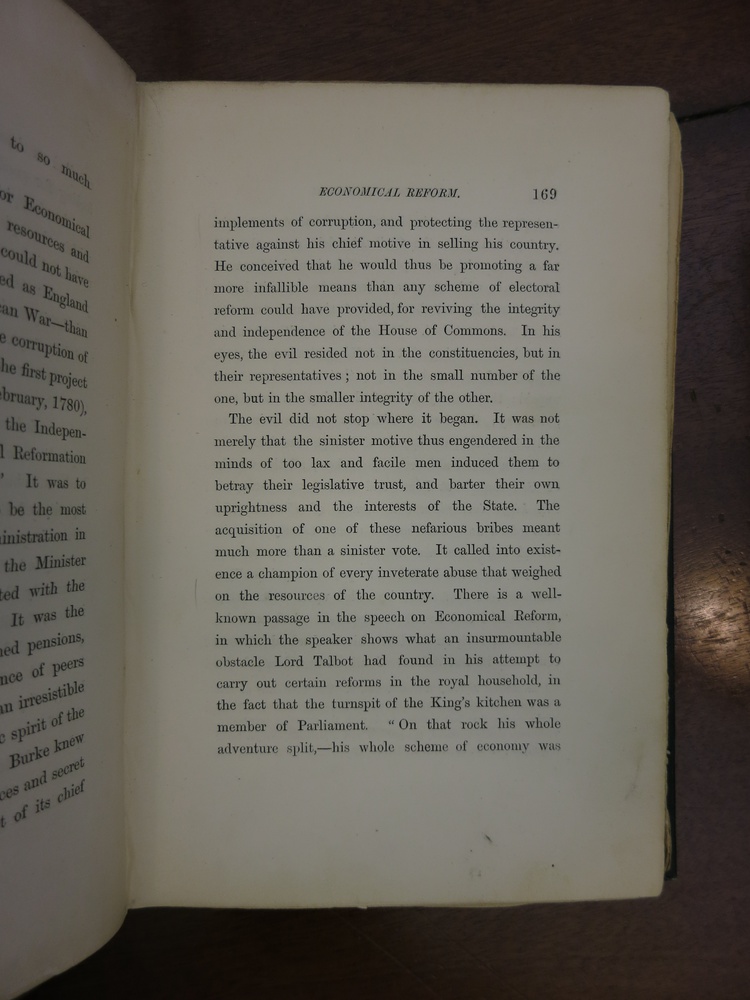 to so much
or Economical
resources and
could not have
ed as England
an War—than
e corruption of
he first project
bruary, 1780),
the Indepen-
l Reformation
" It was to
be the most
inistration in
the Minister
ted with the
It was the
ned pensions,
nce of peers
an irresistible
c spirit of the
Burke knew
ces and secret
t of its chief
ECONOMICAL REFORM. 169
implements of corruption, and protecting the represen-
tative against his chief motive in selling his country.
He conceived that he would thus be promoting a far
more infallible means than any scheme of electoral
reform could have provided, for reviving the integrity
and independence of the House of Commons. In his
eyes, the evil resided not in the constituencies, but in
their representatives ; not in the small number of the
one, but in the smaller integrity of the other.
The evil did not stop where it began. It was not
merely that the sinister motive thus engendered in the
minds of too lax and facile men induced them to
betray their legislative trust, and barter their own
uprightness and the interests of the State. The
acquisition of one of these nefarious bribes meant
much more than a sinister vote. It called into exist-
ence a champion of every inveterate abuse that weighed
on the resources of the country. There is a well-
known passage in the speech on Economical Reform,
in which the speaker shows what an insurmountable
obstacle Lord Talbot had found in his attempt to
carry out certain reforms in the royal household, in
the fact that the turnspit of the King's kitchen was a
member of Parliament. "On that rock his whole
adventure split,—his whole scheme of economy was